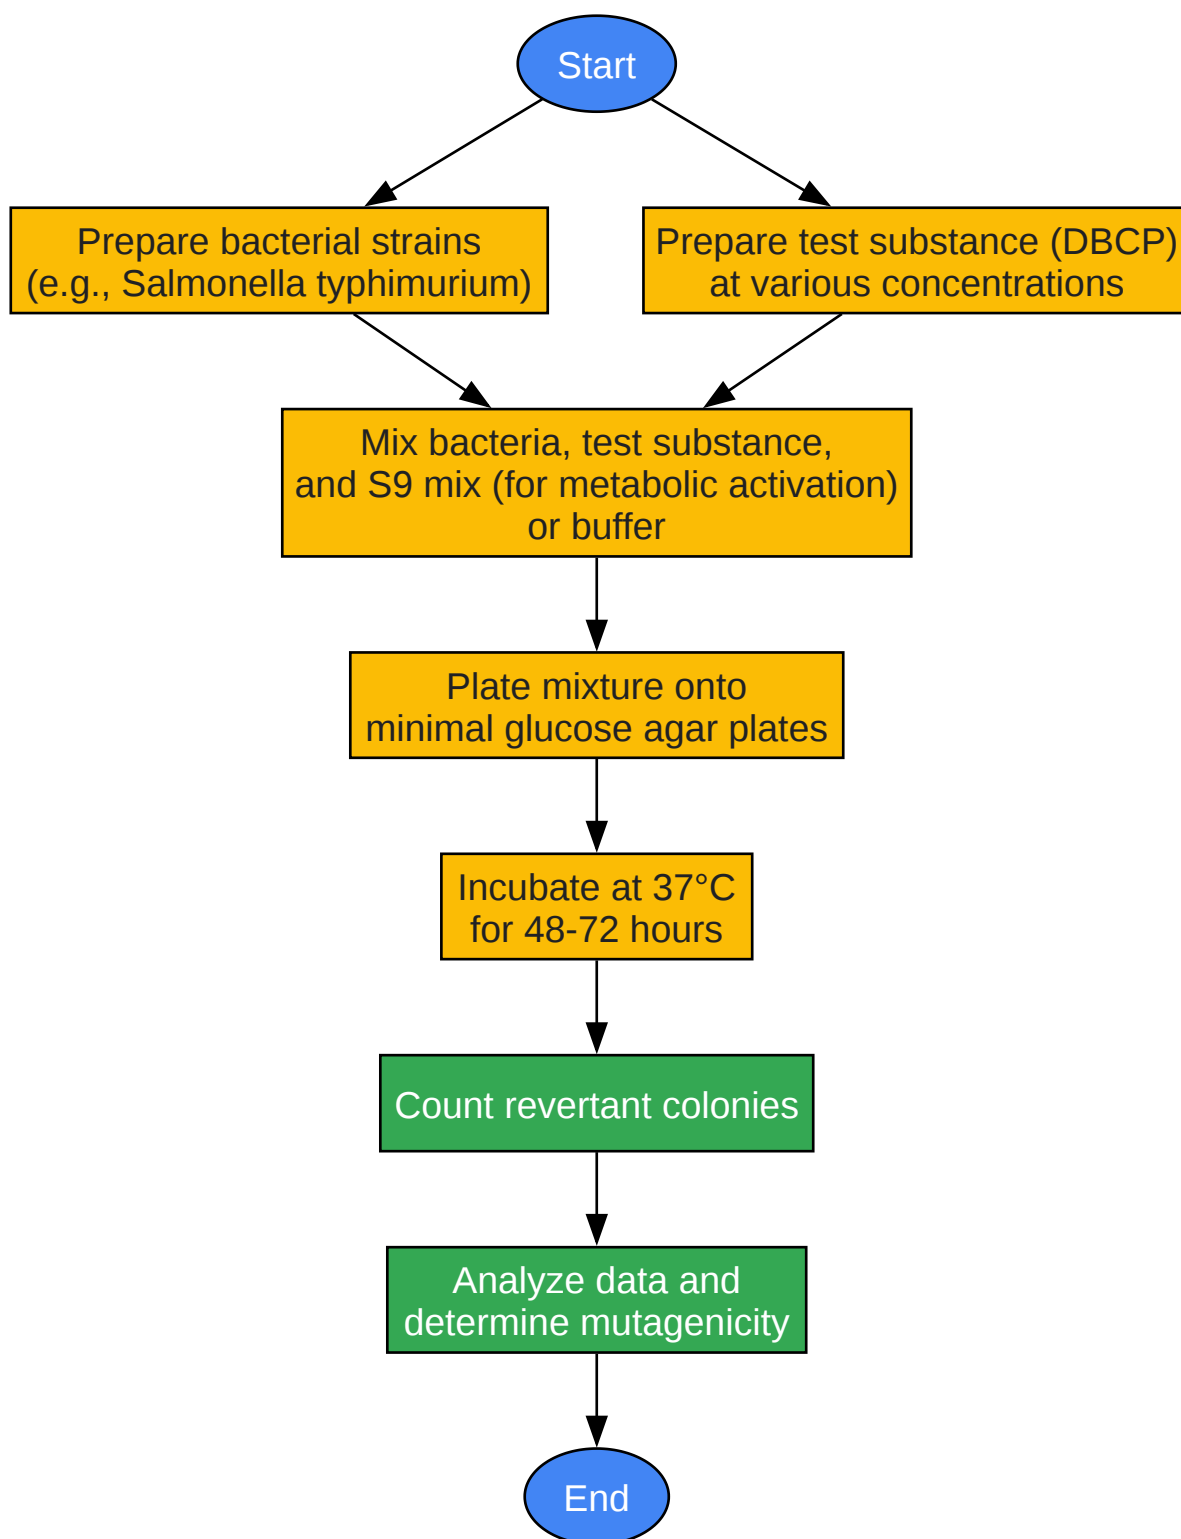 Start
Prepare bacterial strains
(e.g., Salmonella typhimurium)
Prepare test substance (DBCP)
at various concentrations
Mix bacteria, test substance,
and S9 mix (for metabolic activation)
or buffer
Plate mixture onto
minimal glucose agar plates
Incubate at 37°C
for 48-72 hours
Count revertant colonies
Analyze data and
determine mutagenicity
End